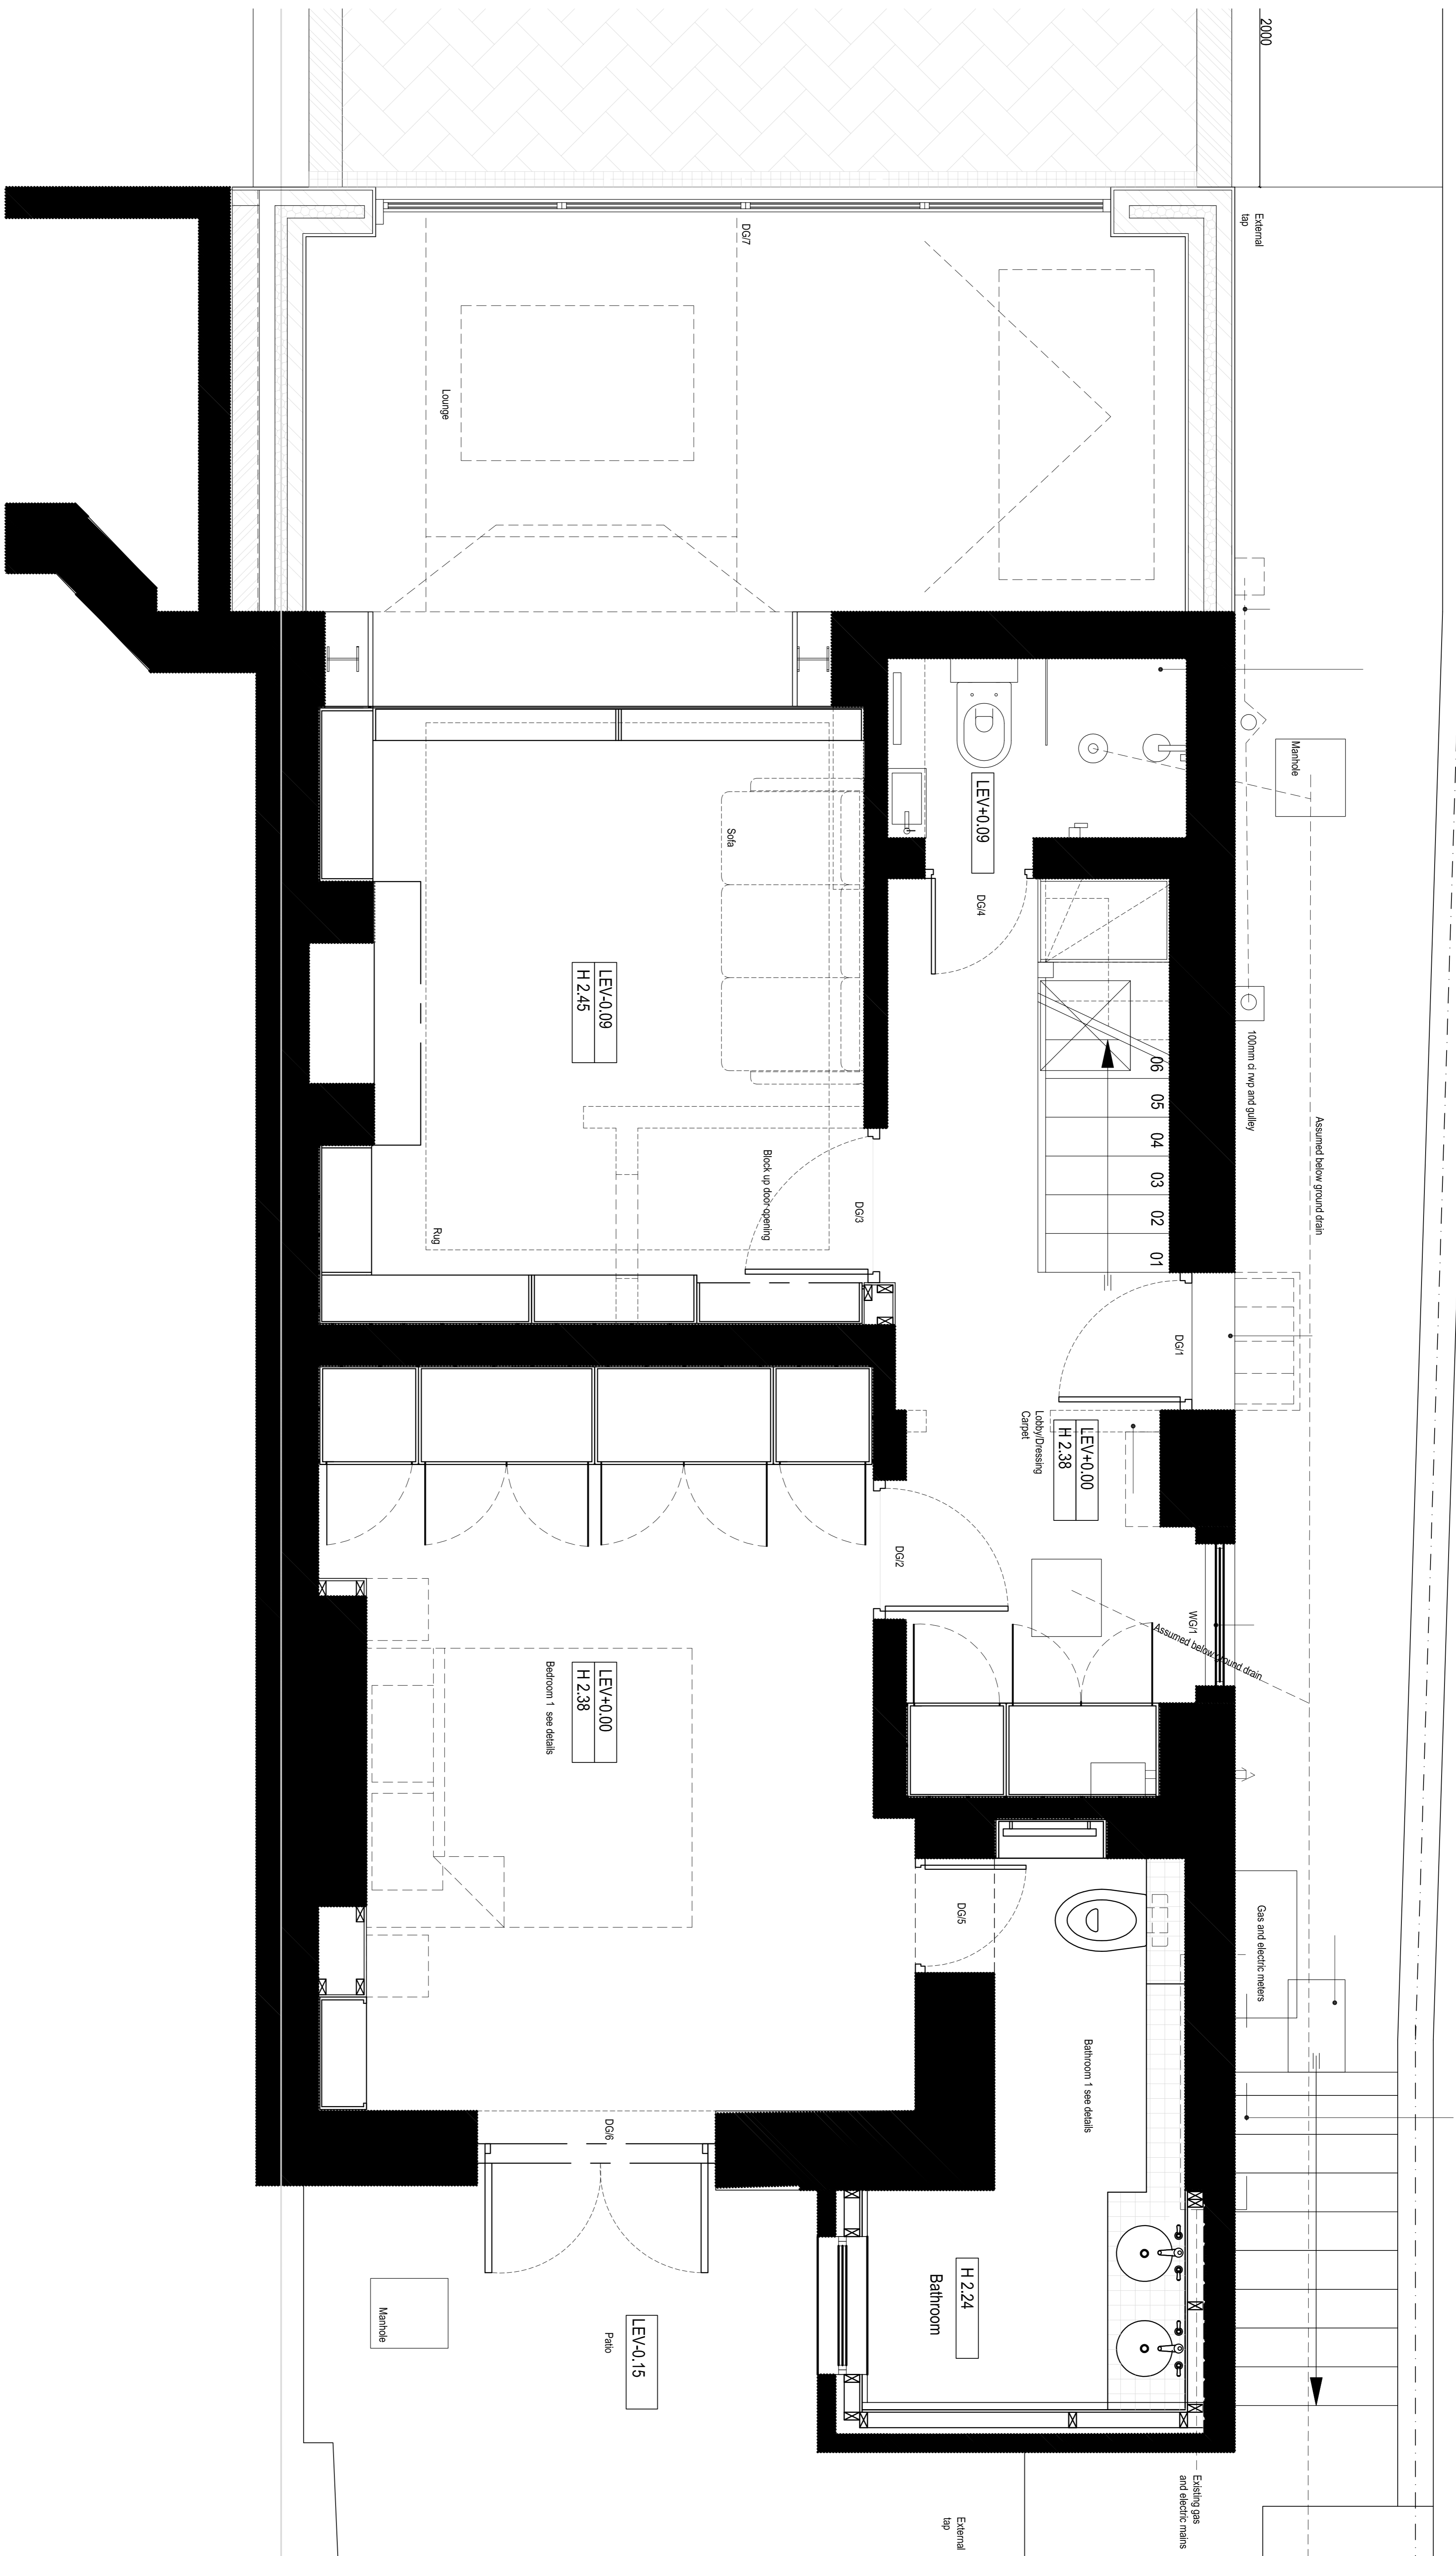 2000
External
tap
DG/7
Lounge
Manhole
LEV+0.09
DG/4
Sofa
LEV-0.09
H 2.45
100mm ci rwp and gulley
Assumed below ground drain
06
05
04
03
02
01
Block up door opening
DG/3
Rug
DG/1
LEV+0.00
H 2.38
Lobby/Dressing
Carpet
DG/2
WG/1
Assumed below ground drain
LEV+0.00
H 2.38
Bedroom 1 see details
DG/5
Gas and electric meters
Bathroom 1 see details
DG/6
H 2.24
Bathroom
Manhole
LEV-0.15
Patio
Existing gas
and electric mains
External
tap